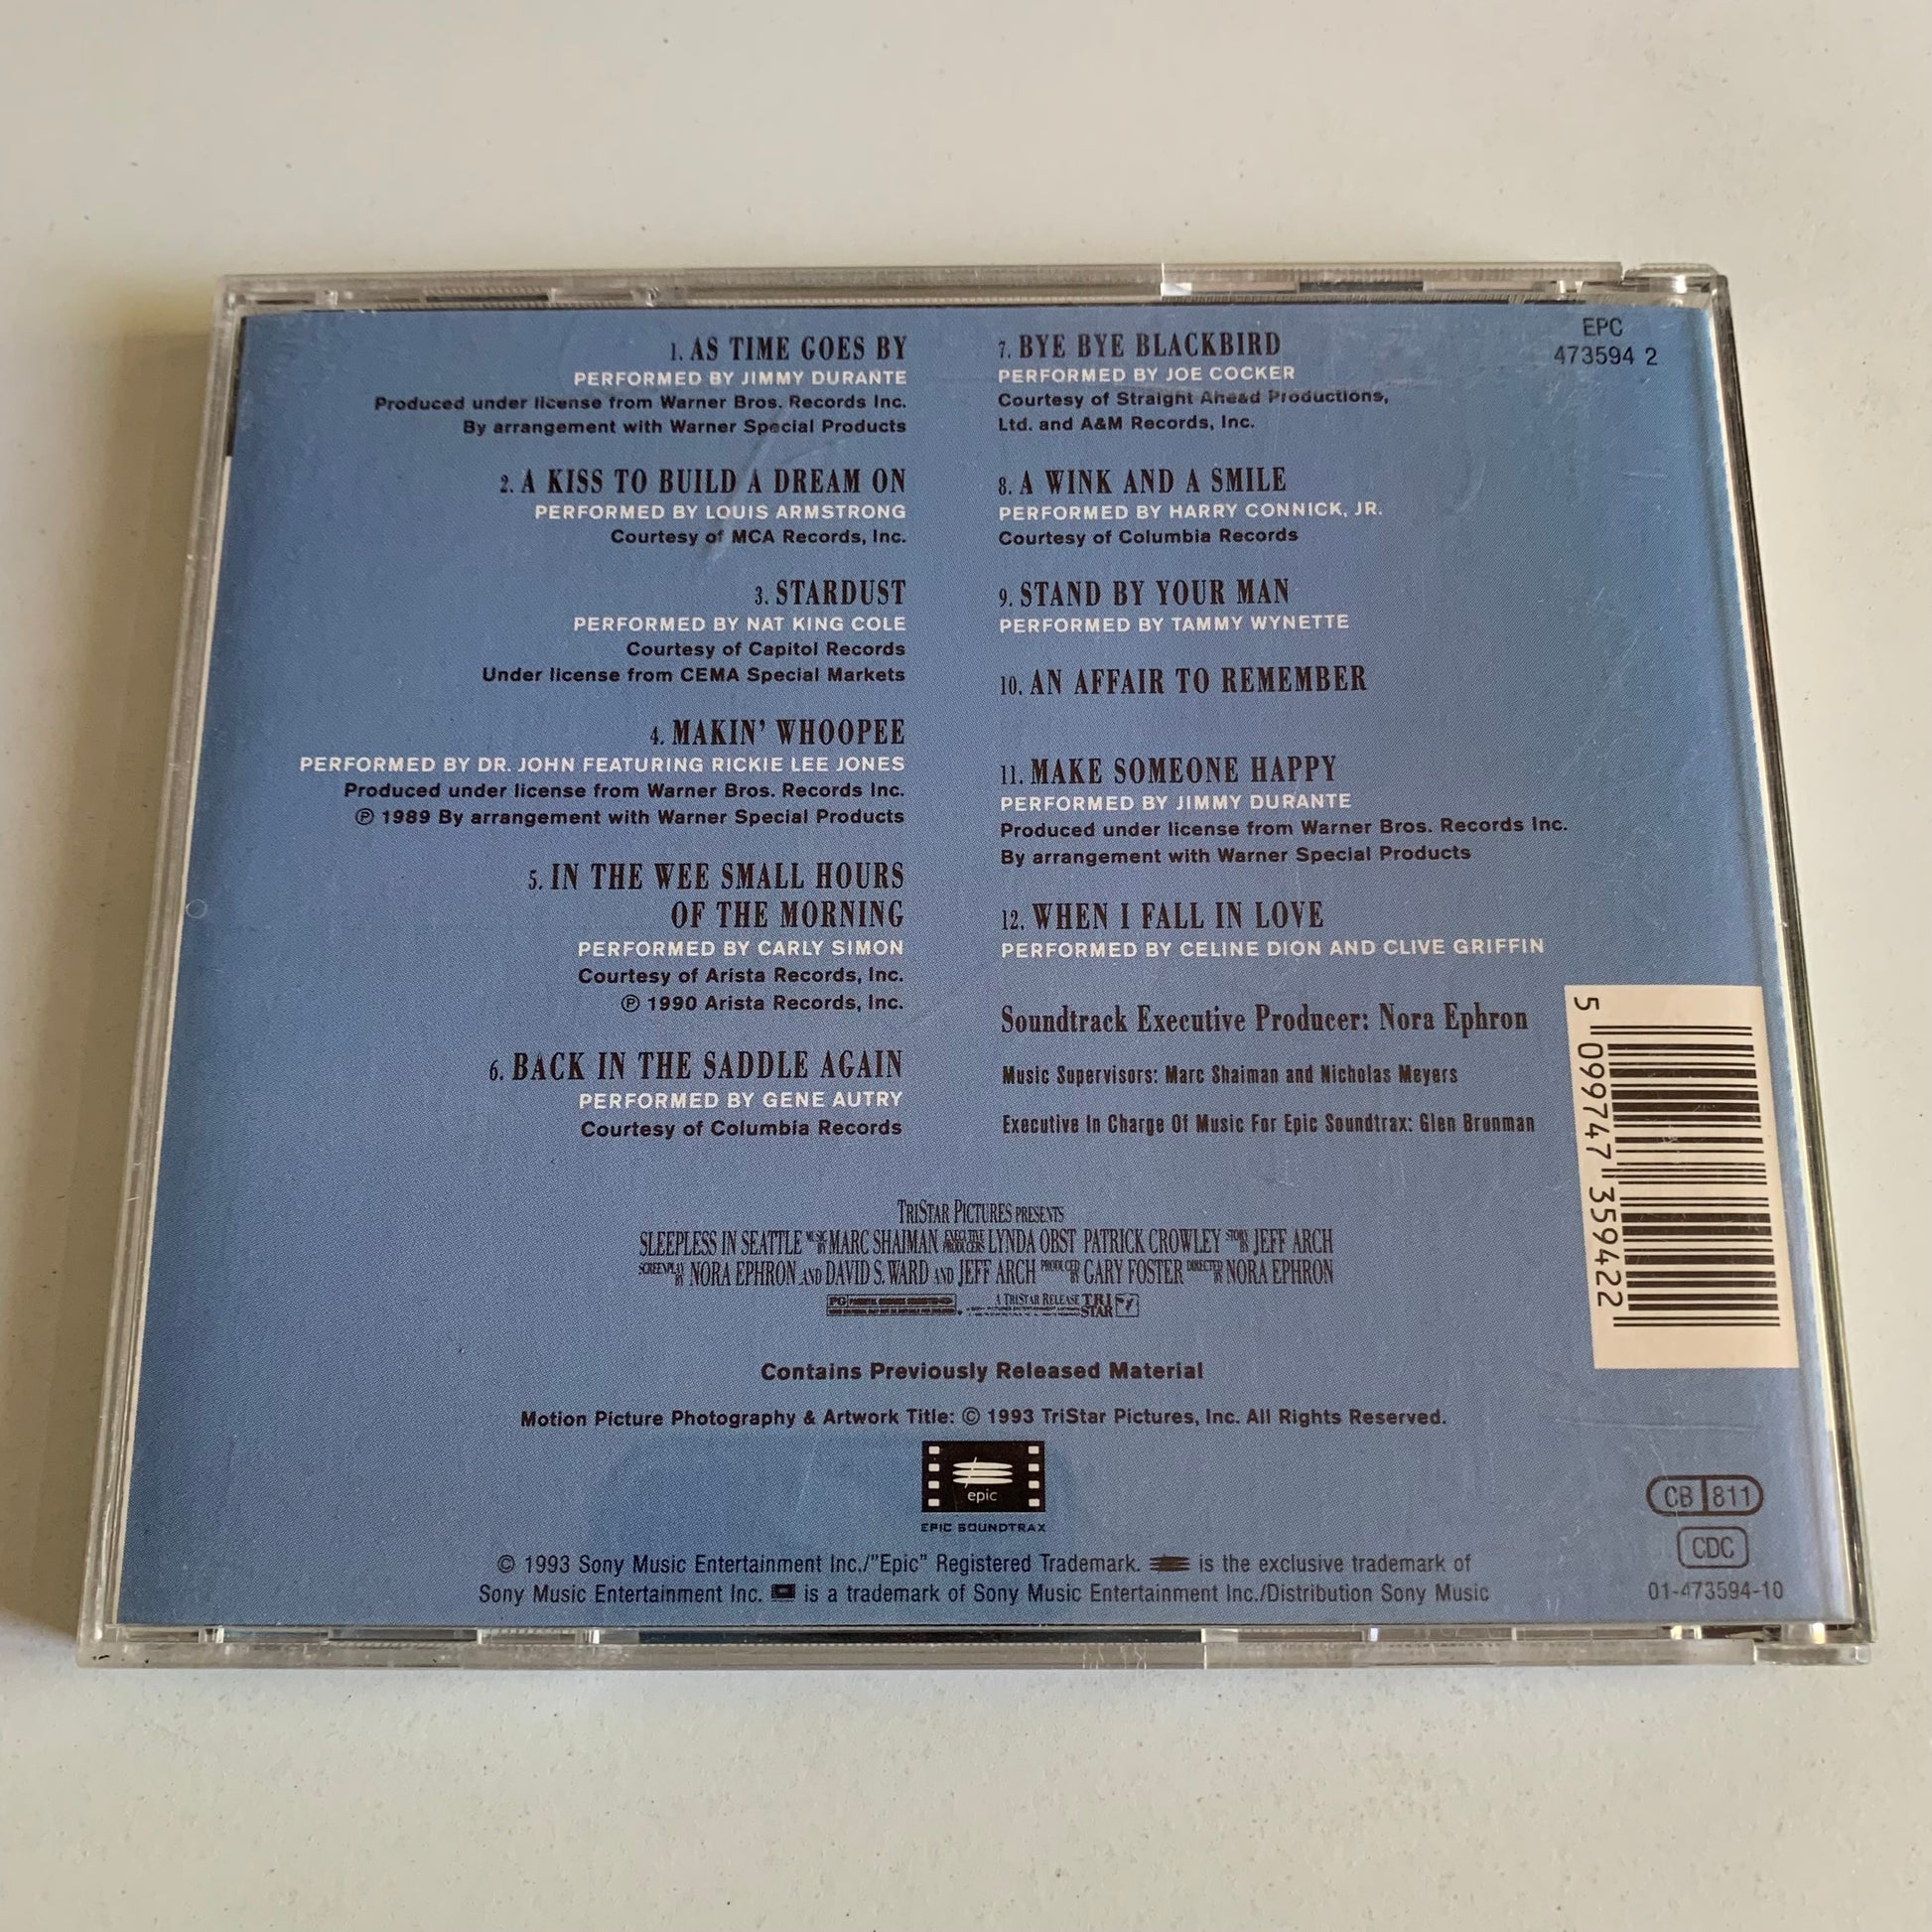 1. AS TIME GOES BY
PERFORMED BY JIMMY DURANTE
Produced under license from Warner Bros. Records Inc.
By arrangement with Warner Special Products
2. A KISS TO BUILD A DREAM ON
PERFORMED BY LOUIS ARMSTRONG
Courtesy of MCA Records, Inc.
3. STARDUST
PERFORMED BY NAT KING COLE
Courtesy of Capitol Records
Under license from CEMA Special Markets
4. MAKIN' WHOOPEE
PERFORMED BY DR. JOHN FEATURING RICKIE LEE JONES
Produced under license from Warner Bros. Records Inc.
℗ 1989 By arrangement with Warner Special Products
5. IN THE WEE SMALL HOURS
OF THE MORNING
PERFORMED BY CARLY SIMON
Courtesy of Arista Records, Inc.
℗ 1990 Arista Records, Inc.
6. BACK IN THE SADDLE AGAIN
PERFORMED BY GENE AUTRY
Courtesy of Columbia Records
7. BYE BYE BLACKBIRD
PERFORMED BY JOE COCKER
Courtesy of Straight Ahead Productions,
Ltd. and A&M Records, Inc.
8. A WINK AND A SMILE
PERFORMED BY HARRY CONNICK, JR.
Courtesy of Columbia Records
9. STAND BY YOUR MAN
PERFORMED BY TAMMY WYNETTE
10. AN AFFAIR TO REMEMBER
11. MAKE SOMEONE HAPPY
PERFORMED BY JIMMY DURANTE
Produced under license from Warner Bros. Records Inc.
By arrangement with Warner Special Products
12. WHEN I FALL IN LOVE
PERFORMED BY CELINE DION AND CLIVE GRIFFIN
Soundtrack Executive Producer: Nora Ephron
Music Supervisors: Marc Shaiman and Nicholas Meyers
Executive In Charge Of Music For Epic Soundtrax: Glen Brunman
EPC
473594 2
5 099747 359422
TRISTAR PICTURES PRESENTS
SLEEPLESS IN SEATTLE MUSIC BY MARC SHAIMAN EXECUTIVE PRODUCERS LYNDA OBST PATRICK CROWLEY STORY BY JEFF ARCH
SCREENPLAY BY NORA EPHRON AND DAVID S. WARD AND JEFF ARCH PRODUCED BY GARY FOSTER DIRECTED BY NORA EPHRON
PG A TRISTAR RELEASE TRI STAR
Contains Previously Released Material
Motion Picture Photography & Artwork Title: © 1993 TriStar Pictures, Inc. All Rights Reserved.
epic
EPIC SOUNDTRAX
© 1993 Sony Music Entertainment Inc./"Epic" Registered Trademark. is the exclusive trademark of
Sony Music Entertainment Inc. is a trademark of Sony Music Entertainment Inc./Distribution Sony Music
CB 811
CDC
01-473594-10